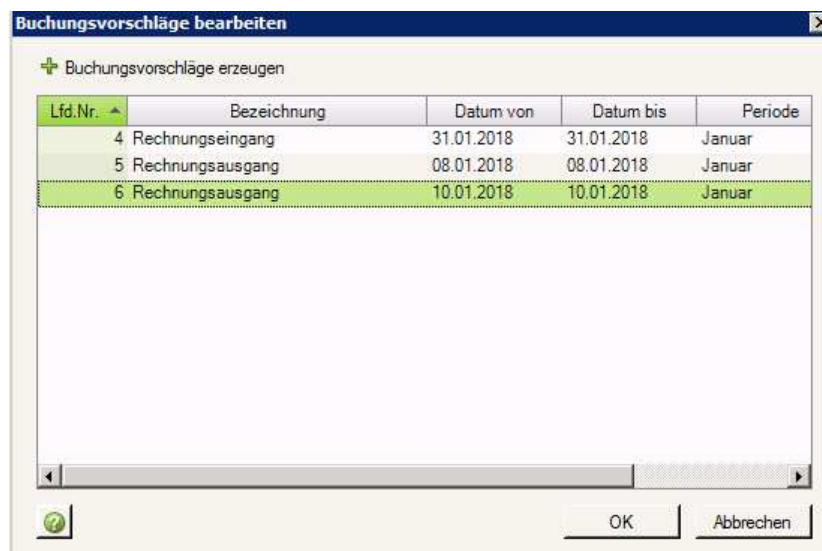 Buchungsvorschläge bearbeiten
Buchungsvorschläge erzeugen
Lfd.Nr. Bezeichnung Datum von Datum bis Periode
4 Rechnungseingang 31.01.2018 31.01.2018 Januar
5 Rechnungsausgang 08.01.2018 08.01.2018 Januar
6 Rechnungsausgang 10.01.2018 10.01.2018 Januar
OK Abbrechen